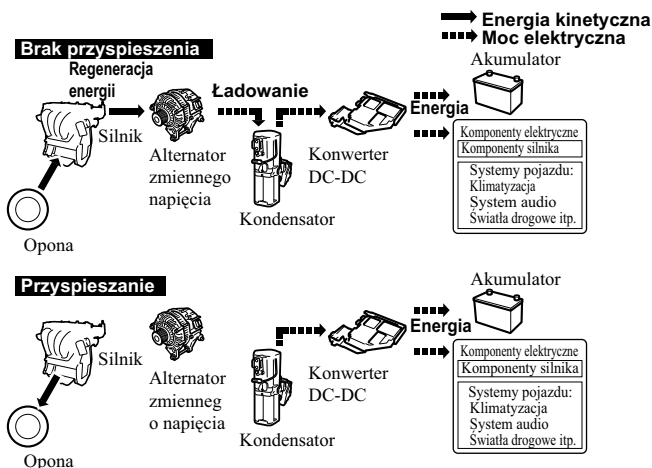 Energia kinetyczna
Moc elektryczna
Brak przyspieszenia
Regeneracja
energii
Silnik
Opona
Alternator
zmiennego
napięcia
Ładowanie
Kondensator
Konwerter
DC-DC
Energia
Akumulator
Komponenty elektryczne
Komponenty silnika
Systemy pojazdu:
Klimatyzacja
System audio
Światła drogowe itp.
Przyspieszanie
Silnik
Opona
Alternator
zmienneg
o napięcia
Kondensator
Konwerter
DC-DC
Energia
Akumulator
Komponenty elektryczne
Komponenty silnika
Systemy pojazdu:
Klimatyzacja
System audio
Światła drogowe itp.